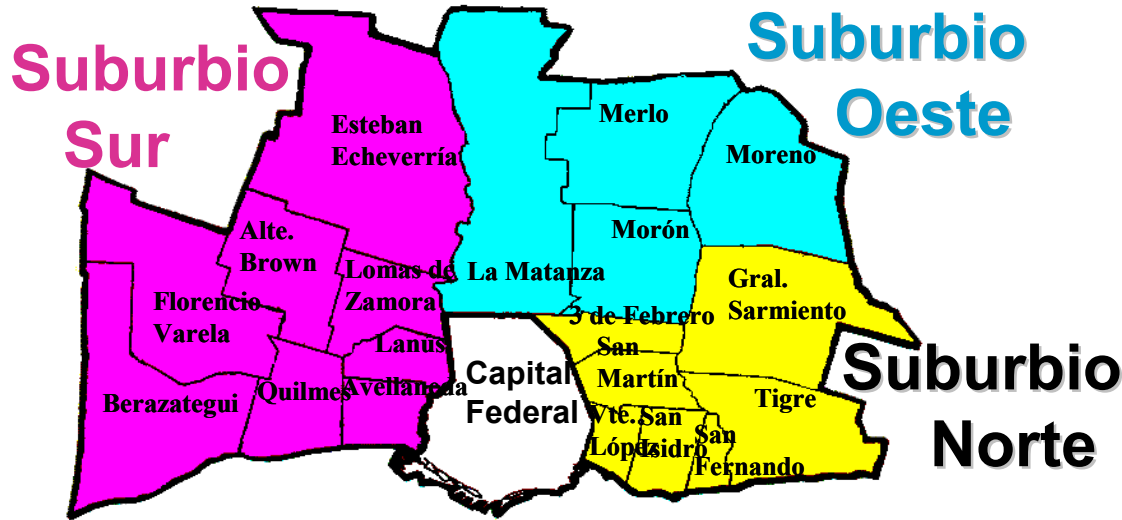 Suburbio
Sur
Suburbio
Oeste
Esteban
Echeverría
Merlo
Moreno
Alte.
Brown
Morón
Lomas de
Zamora
La Matanza
Gral.
Sarmiento
Florencio
Varela
3 de Febrero
Lanús
San
Martín
Capital
Federal
Suburbio
Norte
Berazategui
Quilmes
Avellaneda
Tigre
Vte.
López
San
Isidro
San
Fernando